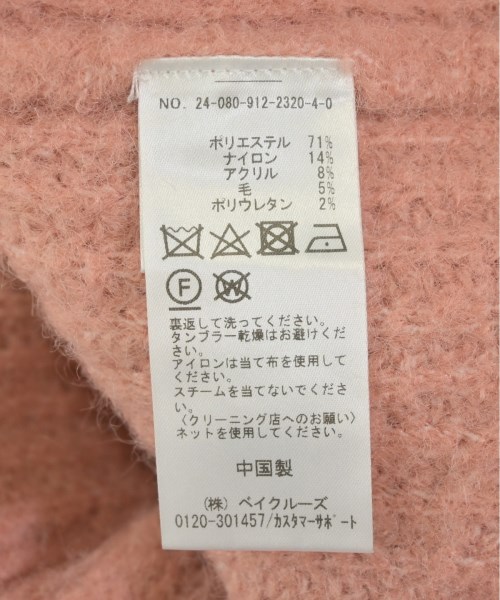 NO. 24-080-912-2320-4-0
ポリエステル 71%
ナイロン 14%
アクリル 8%
毛 5%
ポリウレタン 2%
F W
裏返して洗ってください。
タンブラー乾燥はお避けくだ
さい。
アイロンは当て布を使用して
ください。
スチームを当てないでくださ
い。
〈クリーニング店へのお願い〉
ネットを使用してください。
中国製
(株) ベイクルーズ
0120-301457/カスタマーサポート